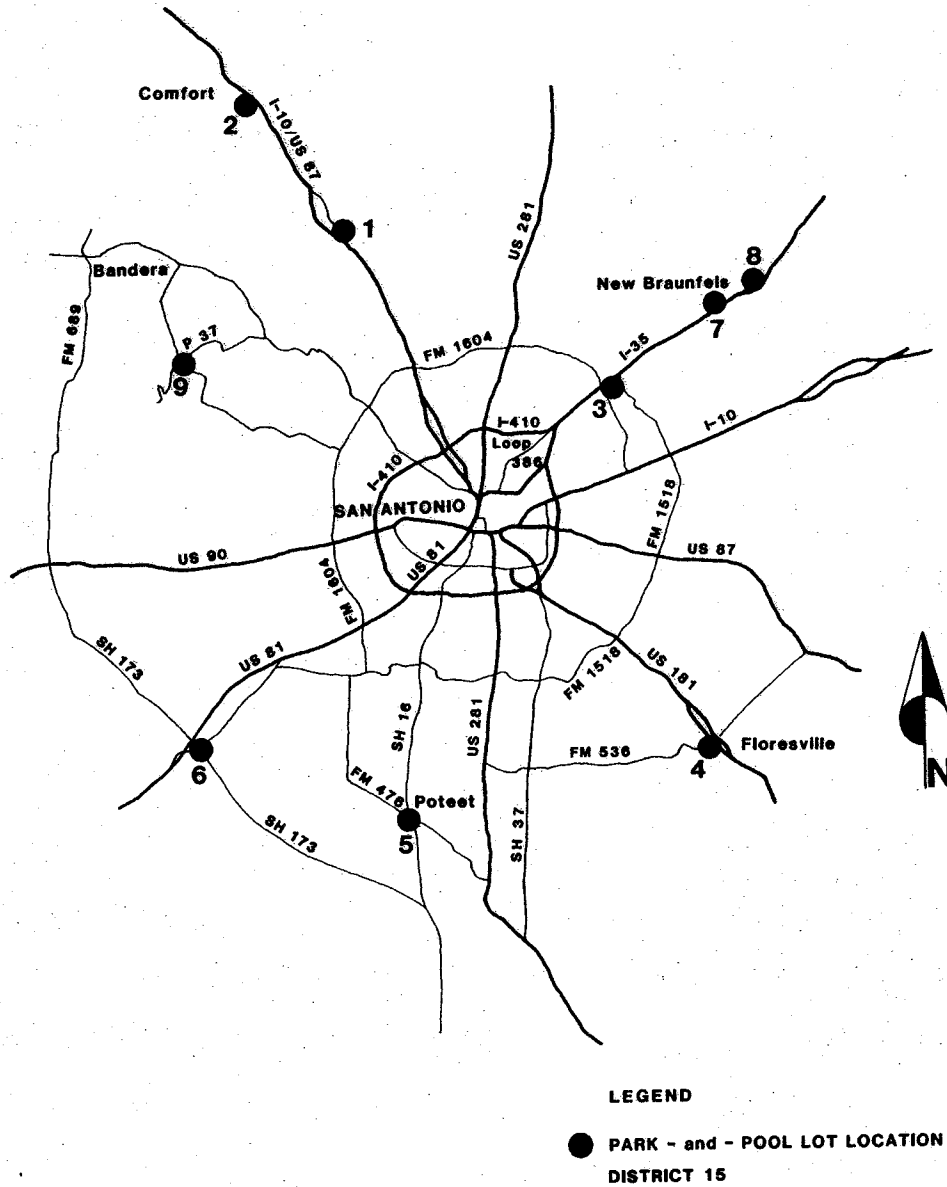 Comfort
2
I-10/US 87
1
US 281
Bandera
8
New Braunfels
7
FM 689
P 37
9
FM 1604
I-35
3
I-410
Loop
386
I-10
I-410
SAN ANTONIO
FM 1518
US 90
US 81
US 87
FM 1604
SH 173
US 81
FM 1518
US 181
SH 16
US 281
FM 536
4
Floresville
6
FM 476
Poteet
5
SH 173
SH 37
N
LEGEND
PARK - and - POOL LOT LOCATION
DISTRICT 15